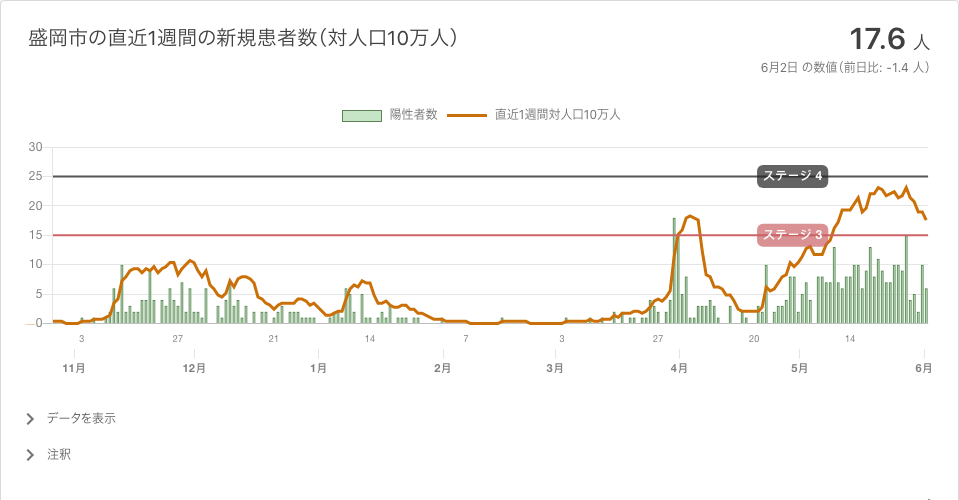 盛岡市の直近1週間の新規患者数（対人口10万人）
17.6 人
6月2日 の数値（前日比: -1.4 人）
陽性者数
直近1週間対人口10万人
30
25
20
15
10
5
0
ステージ 4
ステージ 3
3 27 21 14 7 3 27 20 14
11月 12月 1月 2月 3月 4月 5月 6月
データを表示
注釈